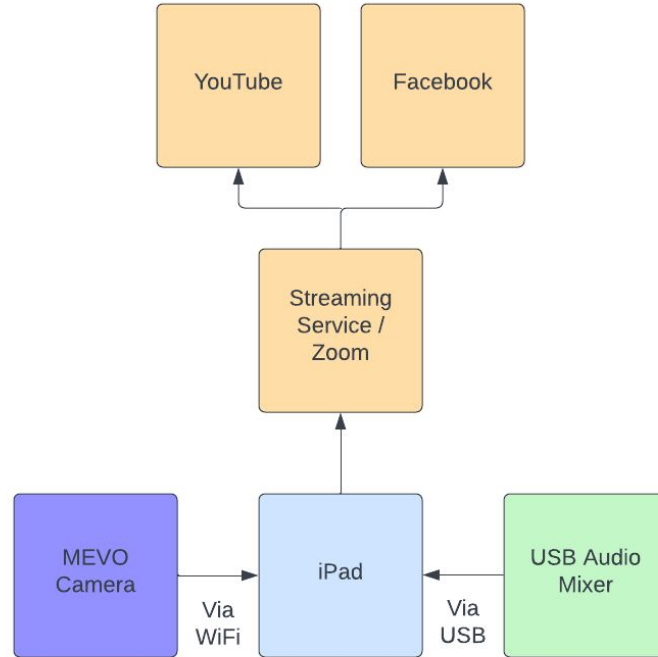 YouTube
Facebook
Streaming
Service /
Zoom
MEVO
Camera
iPad
USB Audio
Mixer
Via
WiFi
Via
USB